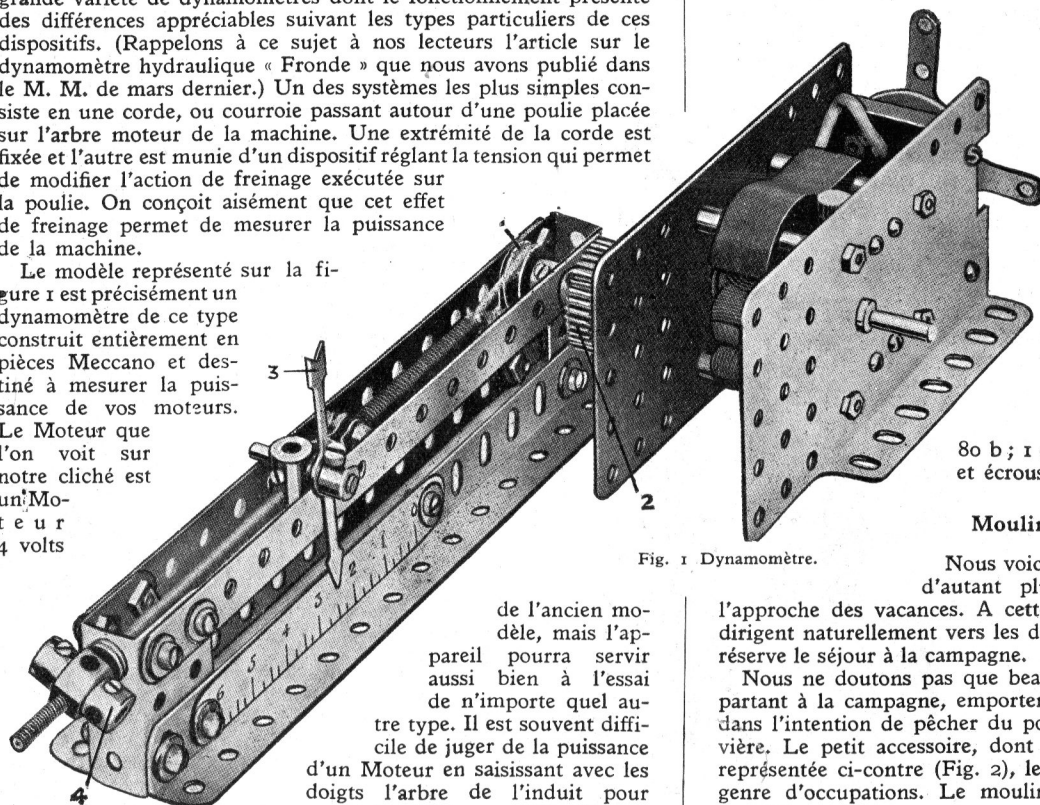 grande variété de dynamomètres dont le fonctionnement présente
des différences appréciables suivant les types particuliers de ces
dispositifs. (Rappelons à ce sujet à nos lecteurs l'article sur le
dynamomètre hydraulique « Fronde » que nous avons publié dans
le M. M. de mars dernier.) Un des systèmes les plus simples con-
siste en une corde, ou courroie passant autour d'une poulie placée
sur l'arbre moteur de la machine. Une extrémité de la corde est
fixée et l'autre est munie d'un dispositif réglant la tension qui permet
de modifier l'action de freinage exécutée sur
la poulie. On conçoit aisément que cet effet
de freinage permet de mesurer la puissance
de la machine.
Le modèle représenté sur la fi-
gure 1 est précisément un
dynamomètre de ce type
construit entièrement en
pièces Meccano et des-
tiné à mesurer la puis-
sance de vos moteurs.
Le Moteur que
l'on voit sur
notre cliché est
un Mo-
teur
4 volts
3
2
4
0
1
2
3
4
5
6
S
Fig. 1 Dynamomètre.
de l'ancien mo-
dèle, mais l'ap-
pareil pourra servir
aussi bien à l'essai
de n'importe quel au-
tre type. Il est souvent diffi-
cile de juger de la puissance
d'un Moteur en saisissant avec les
doigts l'arbre de l'induit pour
80 b ; 1
et écrous
Moulin
Nous voic
d'autant pl
l'approche des vacances. A cett
dirigent naturellement vers les d
réserve le séjour à la campagne.
Nous ne doutons pas que bea
partant à la campagne, emporte
dans l'intention de pêcher du po
vière. Le petit accessoire, dont
représentée ci-contre (Fig. 2), le
genre d'occupations. Le mouli